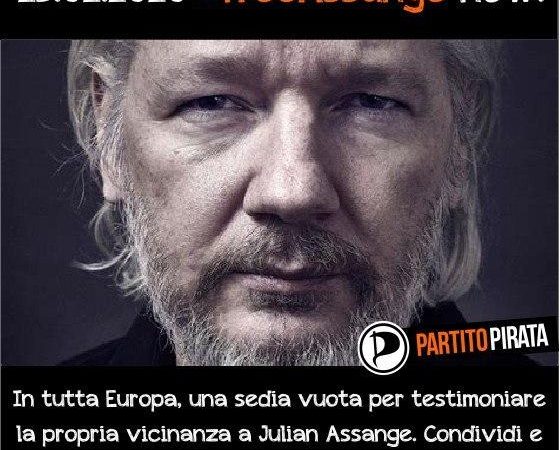 PARTITO PIRATA
In tutta Europa, una sedia vuota per testimoniare
la propria vicinanza a Julian Assange. Condividi e